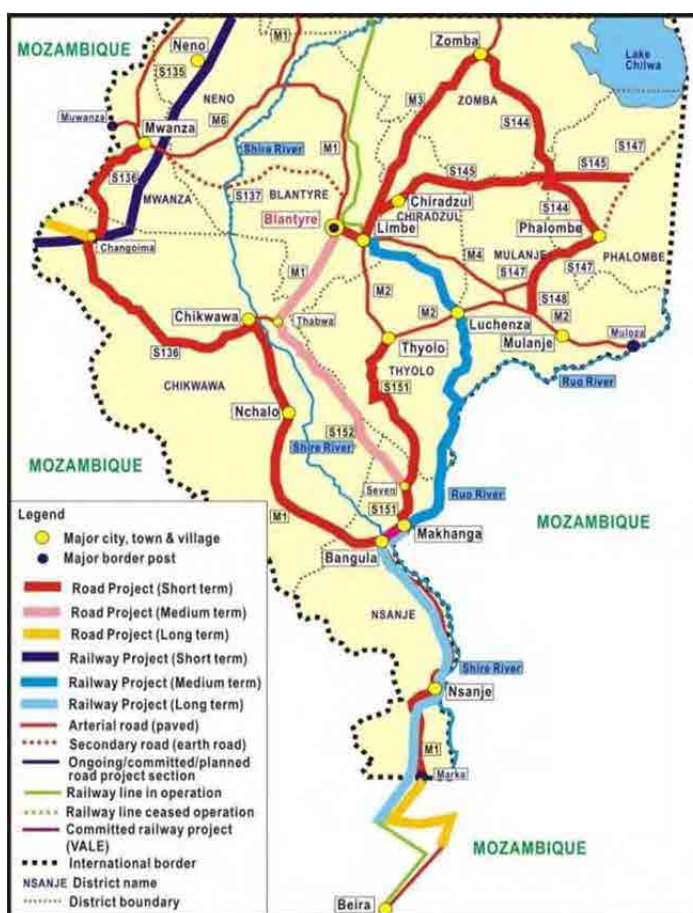 MOZAMBIQUE
Neno
M1
Zomba
Lake
Chilwa
S135
NENO
M3
ZOMBA
Muwanza
Mwanza
M6
S144
S147
Shire River
M1
S145
S145
S136
S137
BLANTYRE
MWANZA
Chiradzul
CHIRADZUL
S144
Blantyre
Limbe
Phalombe
Changoima
M4
MULANJE
S147
S147
PHALOMBE
M1
M2
S148
Chikwawa
Thabwa
M2
Luchenza
M2
Thyolo
Mulanje
Muloza
S136
THYOLO
CHIKWAWA
S151
Ruo River
Nchalo
S152
Shire River
MOZAMBIQUE
Seven
Ruo River
M1
S151
MOZAMBIQUE
Makhanga
Bangula
NSANJE
Shire River
Nsanje
M1
Marka
MOZAMBIQUE
Beira
Legend
Major city, town & village
Major border post
Road Project (Short term)
Road Project (Medium term)
Road Project (Long term)
Railway Project (Short term)
Railway Project (Medium term)
Railway Project (Long term)
Arterial road (paved)
Secondary road (earth road)
Ongoing/committed/planned
road project section
Railway line in operation
Railway line ceased operation
Committed railway project
(VALE)
International border
NSANJE District name
District boundary